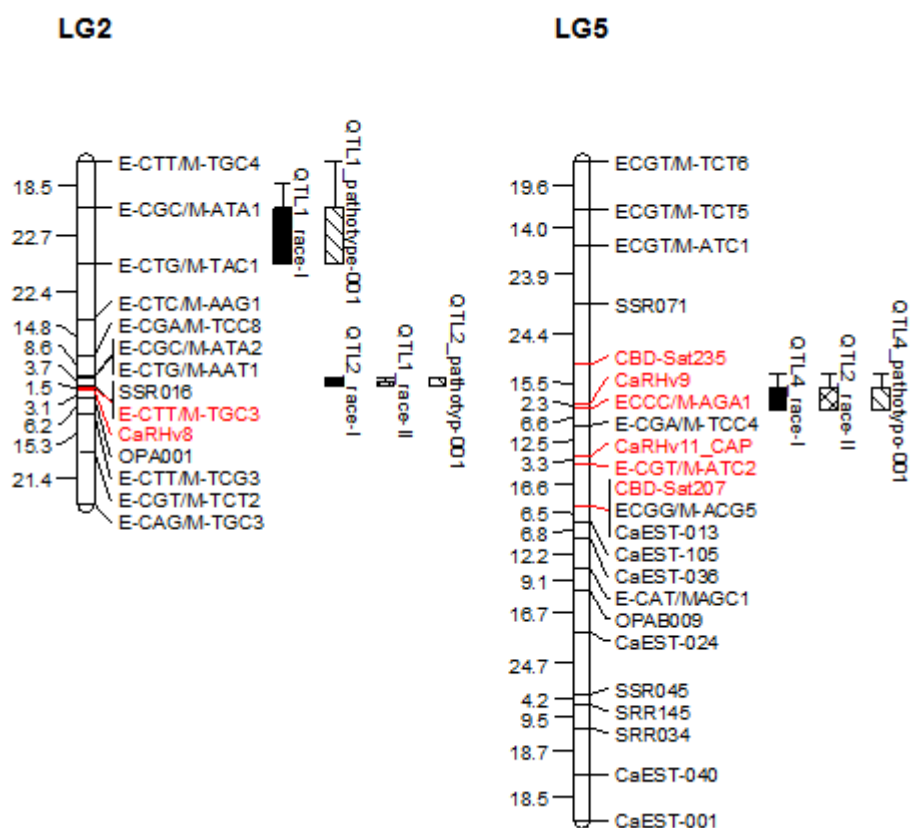 LG2
LG5
E-CTT/M-TGC4
18.5
E-CGC/M-ATA1
22.7
E-CTG/M-TAC1
22.4
E-CTC/M-AAG1
14.8
E-CGA/M-TCC8
8.6
E-CGC/M-ATA2
3.7
E-CTG/M-AAT1
1.5
SSR016
3.1
E-CTT/M-TGC3
6.2
CaRHv8
15.3
OPA001
21.4
E-CTT/M-TCG3
E-CGT/M-TCT2
E-CAG/M-TGC3
QTL1_race-I
QTL1_pathotype-001
QTL2_race-I
QTL1_race-II
QTL2_pathotyp-001
ECGT/M-TCT6
19.6
ECGT/M-TCT5
14.0
ECGT/M-ATC1
23.9
SSR071
24.4
CBD-Sat235
15.5
CaRHv9
2.3
ECCC/M-AGA1
6.6
E-CGA/M-TCC4
12.5
CaRHv11_CAP
3.3
E-CGT/M-ATC2
16.6
CBD-Sat207
ECGG/M-ACG5
6.5
CaEST-013
6.8
CaEST-105
12.2
CaEST-036
9.1
E-CAT/MAGC1
16.7
OPAB009
CaEST-024
24.7
SSR045
4.2
SRR145
9.5
SRR034
18.7
CaEST-040
18.5
CaEST-001
QTL4_race-I
QTL2_race-II
QTL4_pathotypo-001